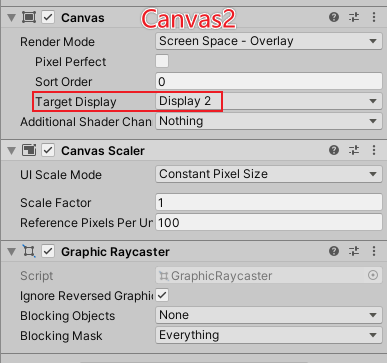 Canvas Canvas2
Render Mode Screen Space - Overlay
Pixel Perfect
Sort Order 0
Target Display Display 2
Additional Shader Chan Nothing
Canvas Scaler
UI Scale Mode Constant Pixel Size
Scale Factor 1
Reference Pixels Per Un 100
Graphic Raycaster
Script GraphicRaycaster
Ignore Reversed Graphic
Blocking Objects None
Blocking Mask Everything